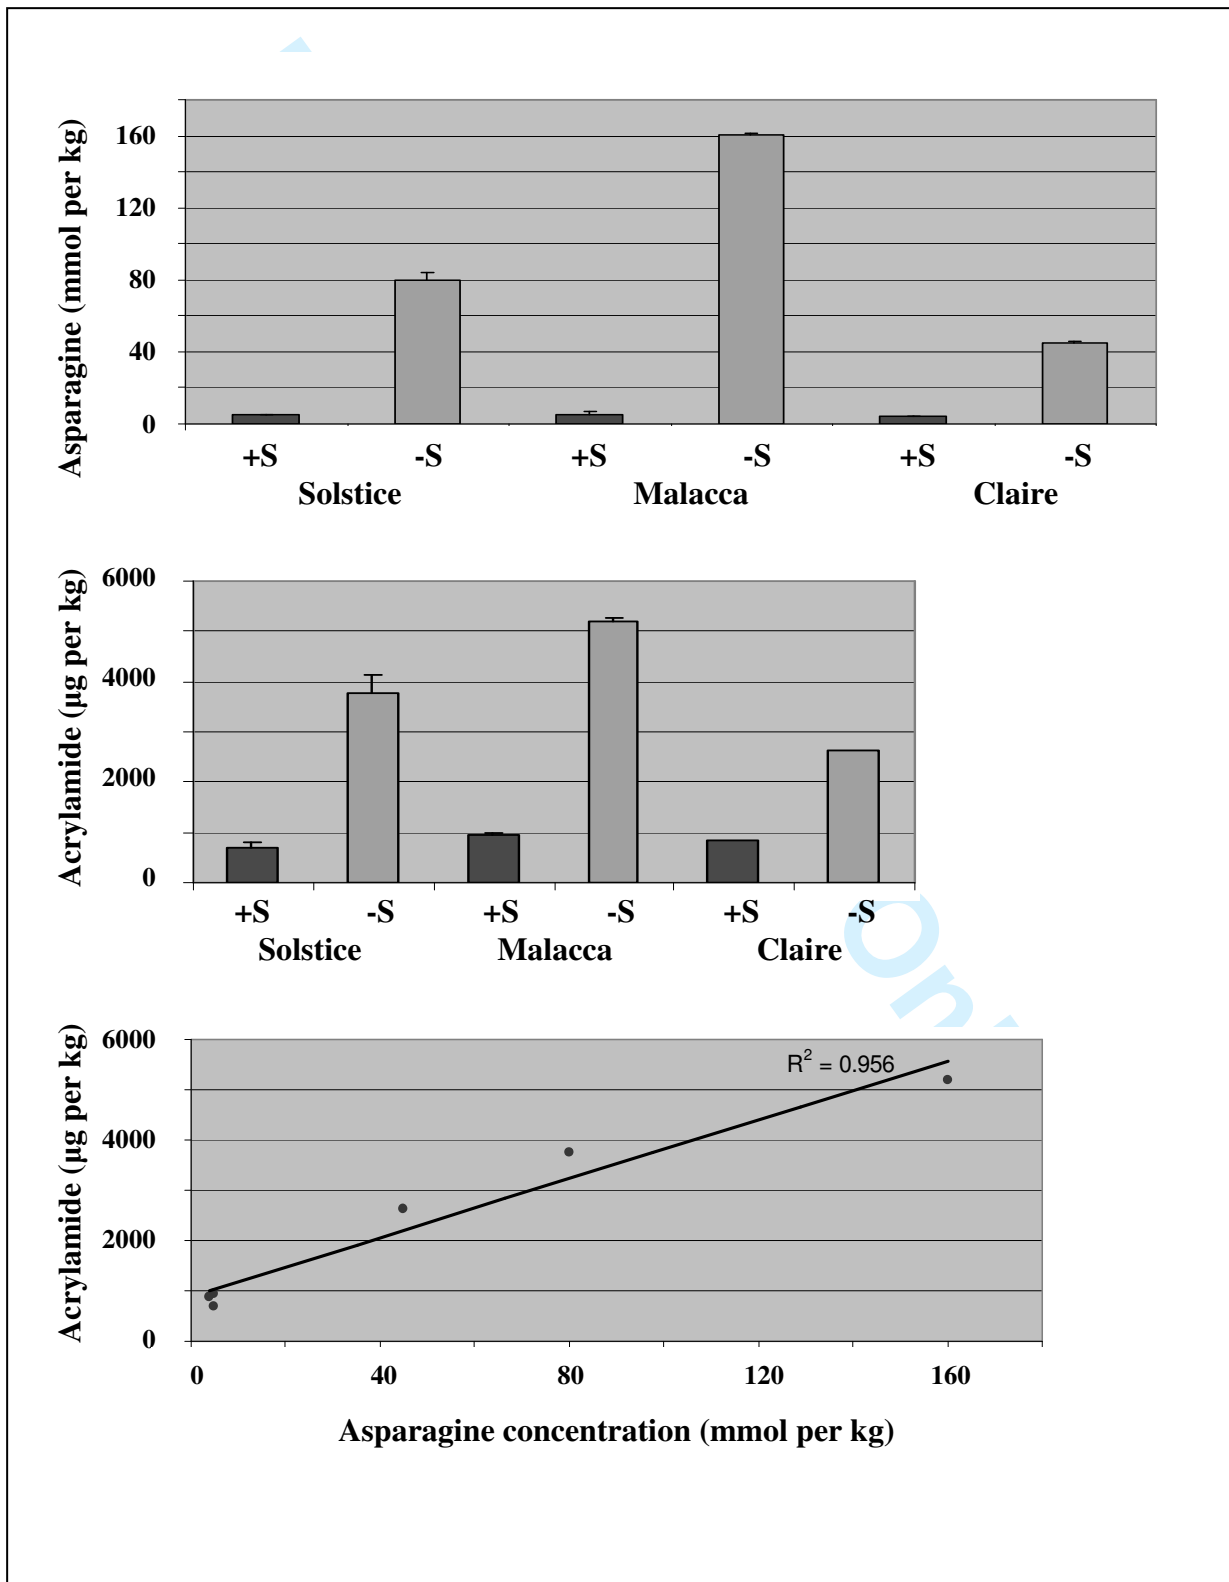 Asparagine (mmol per kg)
160
120
80
40
0
+S -S +S -S +S -S
Solstice Malacca Claire
Acrylamide (µg per kg)
6000
4000
2000
0
+S -S +S -S +S -S
Solstice Malacca Claire
Acrylamide (µg per kg)
6000
4000
2000
0
R² = 0.956
0 40 80 120 160
Asparagine concentration (mmol per kg)